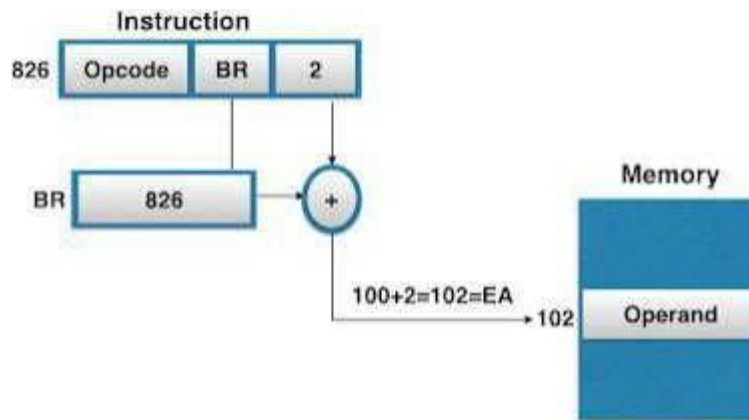 Instruction
826 Opcode BR 2
BR 826 +
Memory
100+2=102=EA
102 Operand